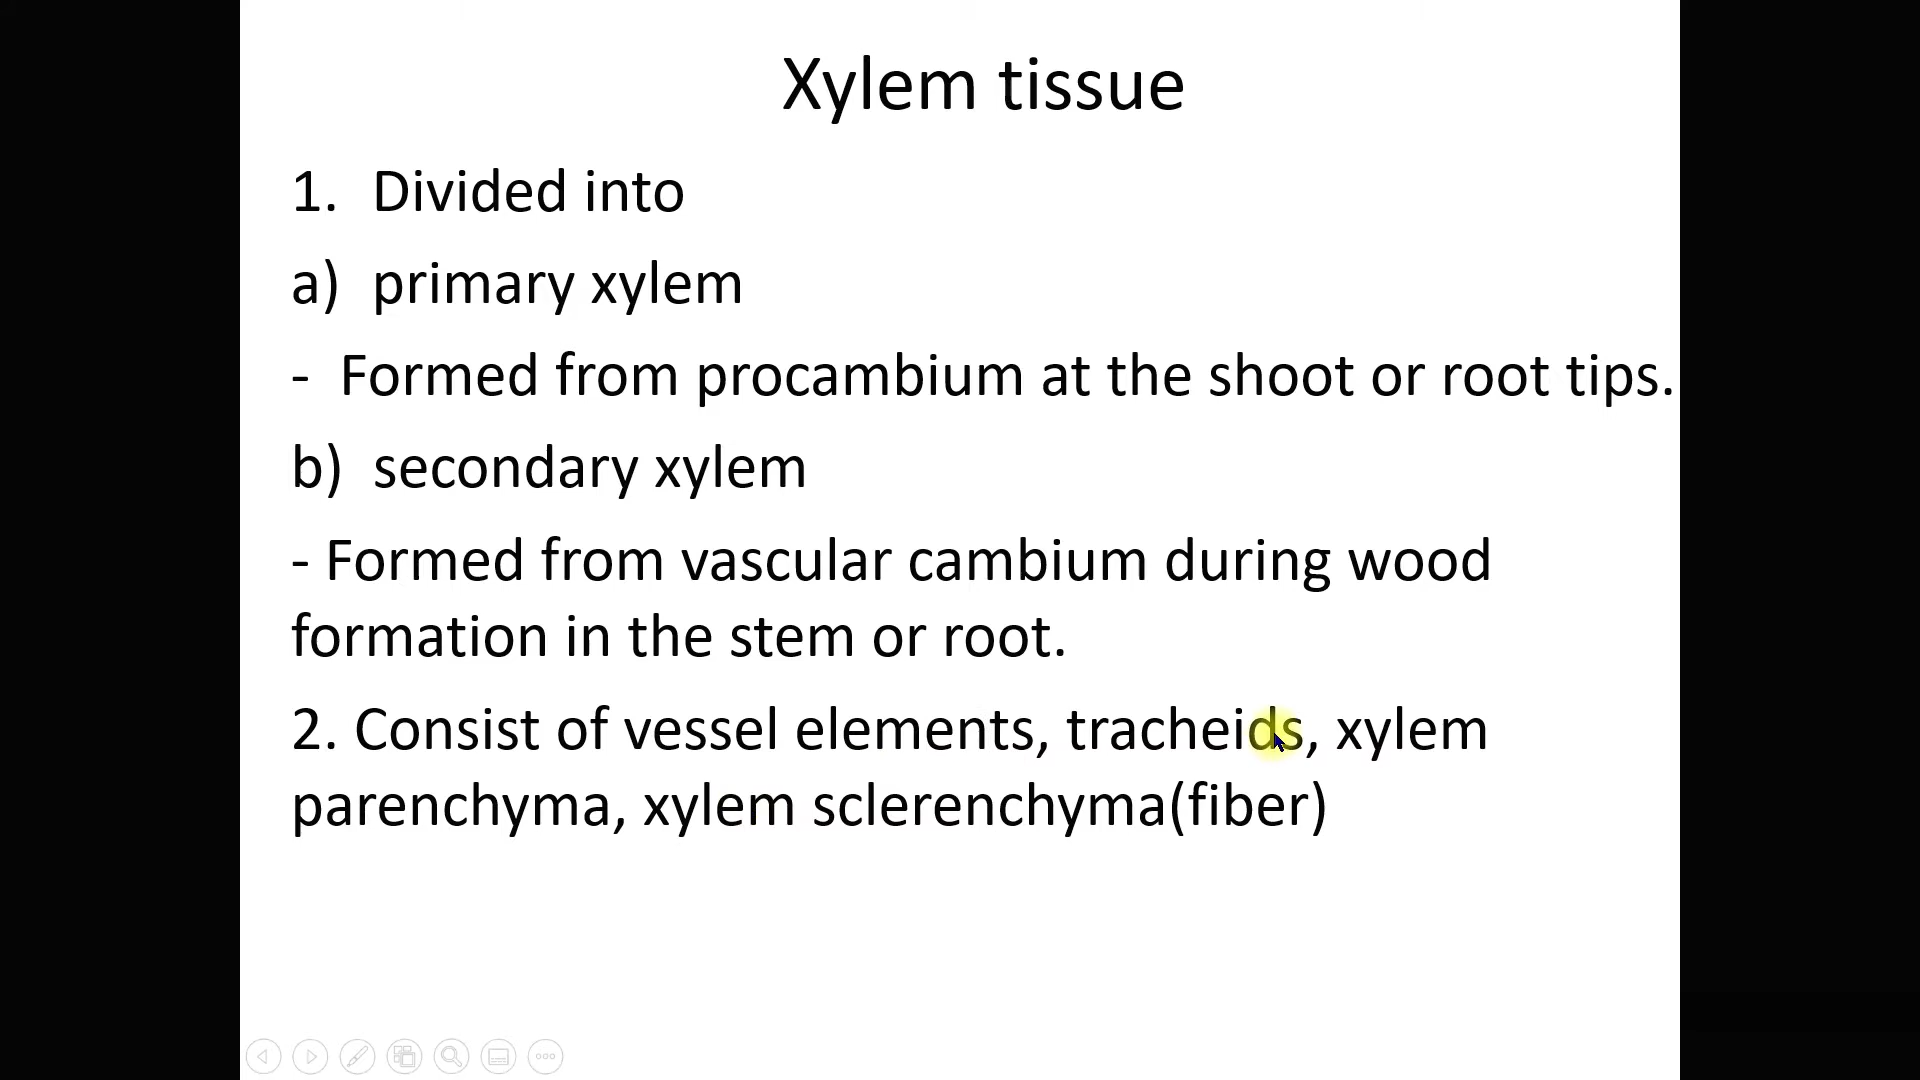 Xylem tissue
1. Divided into
a) primary xylem
- Formed from procambium at the shoot or root tips.
b) secondary xylem
- Formed from vascular cambium during wood
formation in the stem or root.
2. Consist of vessel elements, tracheids, xylem
parenchyma, xylem sclerenchyma(fiber)